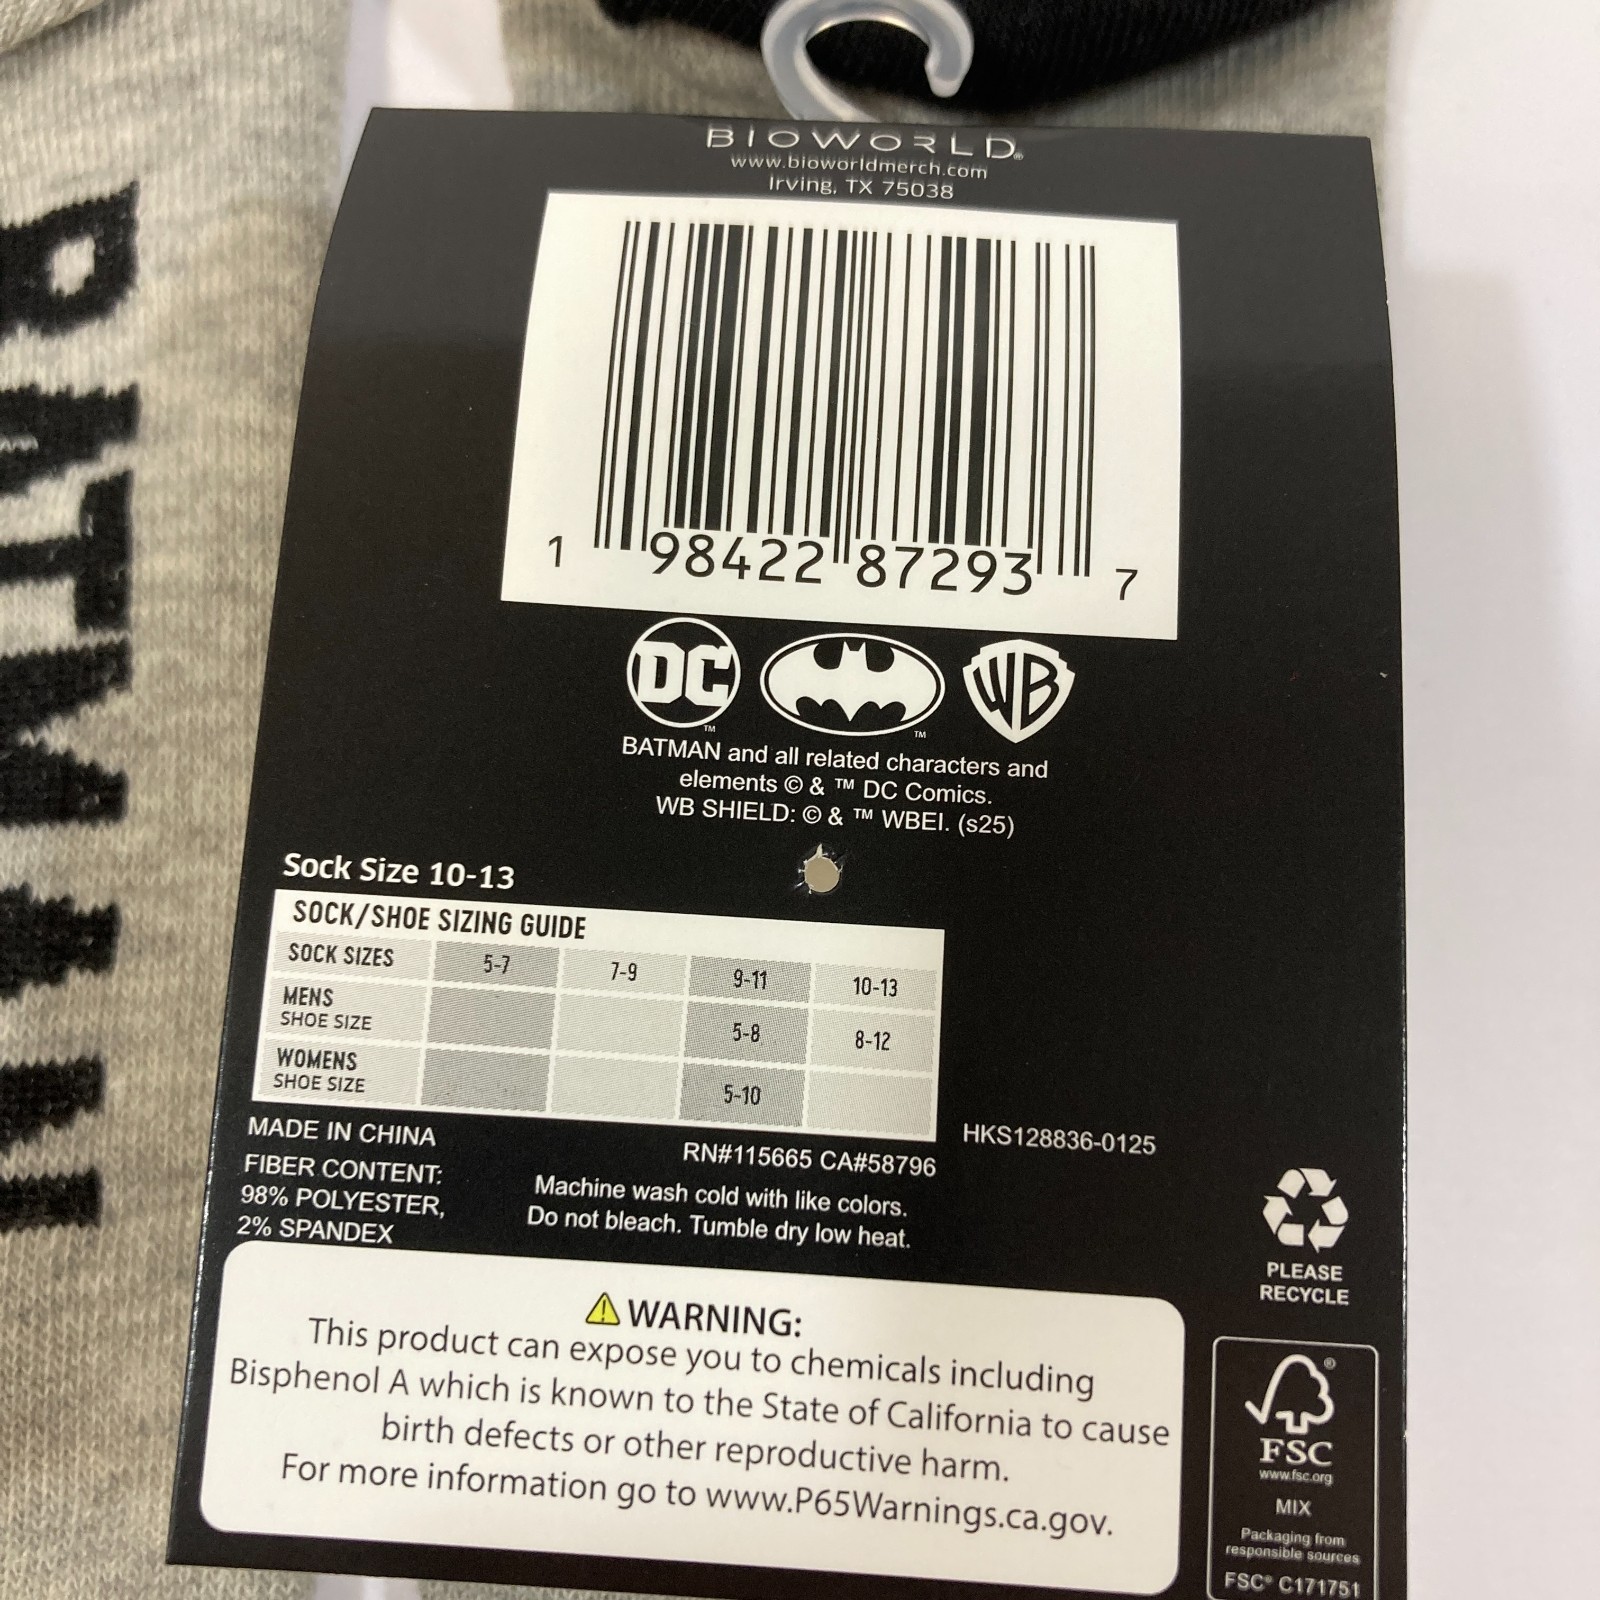 BATMAN
BIOWORLD®
www.bioworldmerch.com
Irving, TX 75038
1 98422 87293 7
DC™
™
WB
BATMAN and all related characters and
elements © & ™ DC Comics.
WB SHIELD: © & ™ WBEI. (s25)
Sock Size 10-13
SOCK/SHOE SIZING GUIDE
SOCK SIZES 5-7 7-9 9-11 10-13
MENS
SHOE SIZE 5-8 8-12
WOMENS
SHOE SIZE 5-10
MADE IN CHINA
FIBER CONTENT:
98% POLYESTER,
2% SPANDEX
RN#115665 CA#58796
HKS128836-0125
Machine wash cold with like colors.
Do not bleach. Tumble dry low heat.
PLEASE
RECYCLE
WARNING:
This product can expose you to chemicals including
Bisphenol A which is known to the State of California to cause
birth defects or other reproductive harm.
For more information go to www.P65Warnings.ca.gov.
®
FSC
www.fsc.org
MIX
Packaging from
responsible sources
FSC® C171751